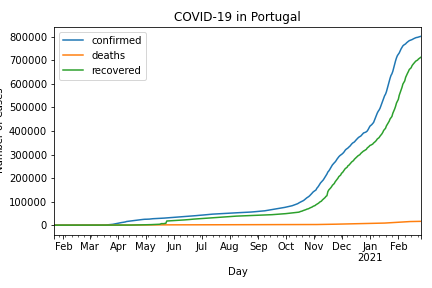 COVID-19 in Portugal
confirmed
deaths
recovered
800000
700000
600000
500000
400000
300000
200000
100000
0
of cases
Feb Mar Apr May Jun Jul Aug Sep Oct Nov Dec Jan Feb
2021
Day